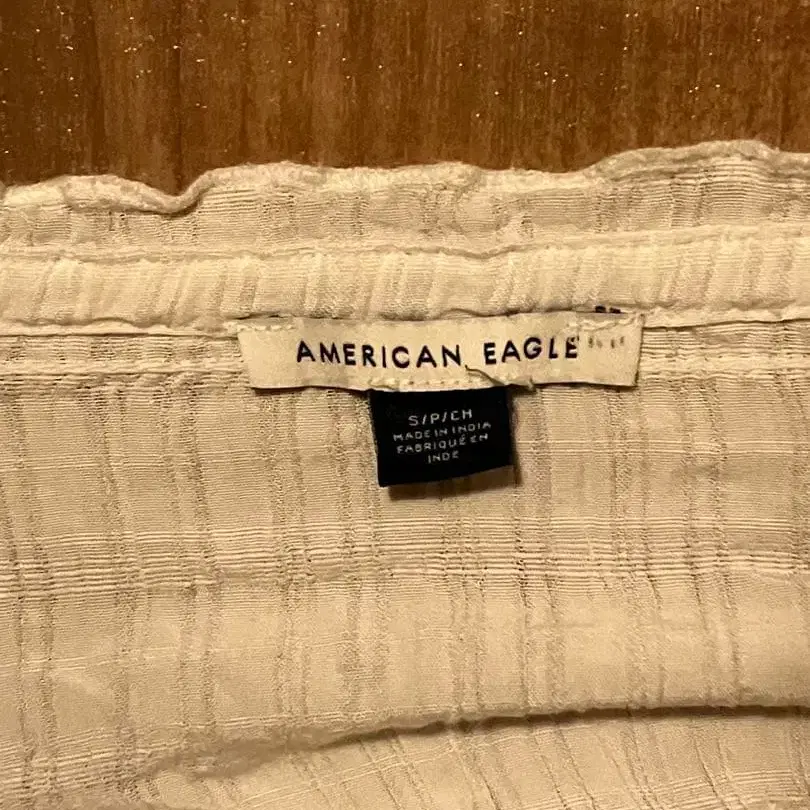 AMERICAN EAGLE
S/P/CH
MADE IN INDIA
FABRIQUÉ EN
INDE